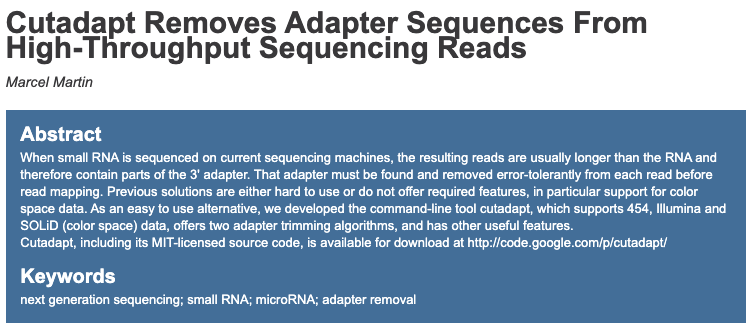 Cutadapt Removes Adapter Sequences From
High-Throughput Sequencing Reads
Marcel Martin
Abstract
When small RNA is sequenced on current sequencing machines, the resulting reads are usually longer than the RNA and
therefore contain parts of the 3' adapter. That adapter must be found and removed error-tolerantly from each read before
read mapping. Previous solutions are either hard to use or do not offer required features, in particular support for color
space data. As an easy to use alternative, we developed the command-line tool cutadapt, which supports 454, Illumina and
SOLiD (color space) data, offers two adapter trimming algorithms, and has other useful features.
Cutadapt, including its MIT-licensed source code, is available for download at http://code.google.com/p/cutadapt/
Keywords
next generation sequencing; small RNA; microRNA; adapter removal